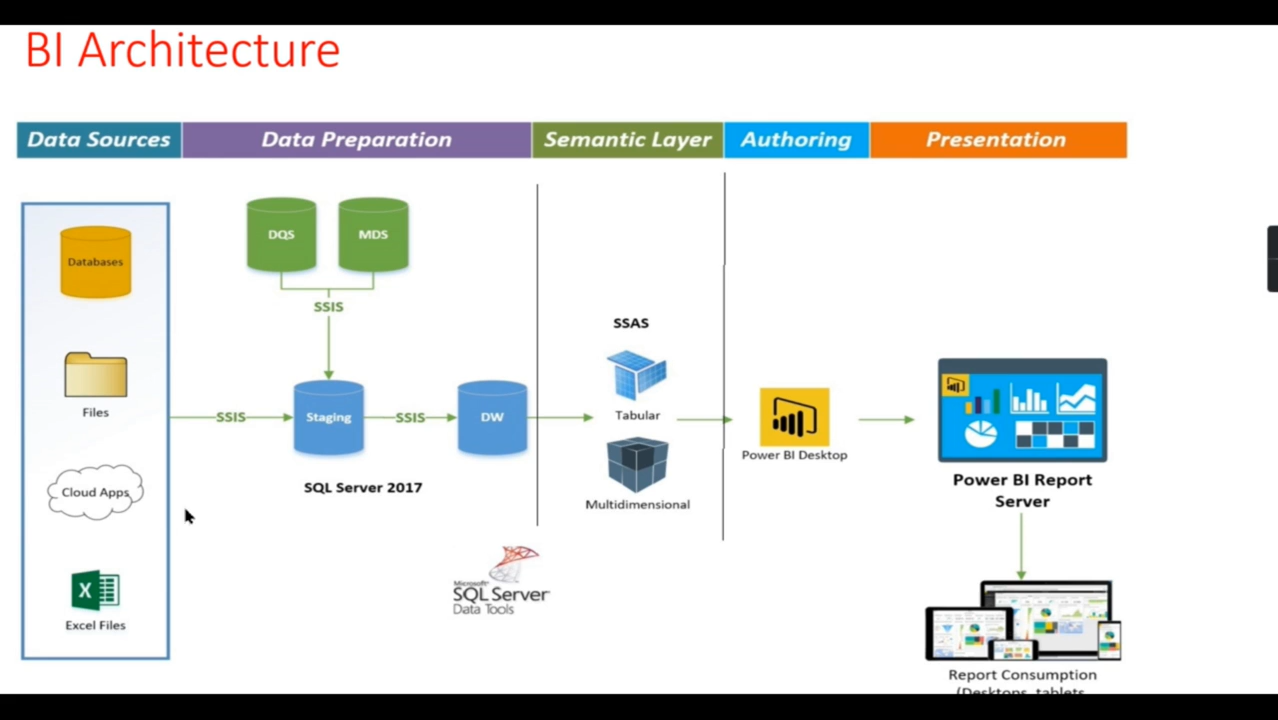 BI Architecture
Data Sources
Data Preparation
Semantic Layer
Authoring
Presentation
Databases
Files
Cloud Apps
Excel Files
DQS
MDS
SSIS
SSIS
Staging
SSIS
DW
SQL Server 2017
Microsoft®
SQL Server
Data Tools
SSAS
Tabular
Multidimensional
Power BI Desktop
Power BI Report
Server
Report Consumption
(Desktops, tablets,